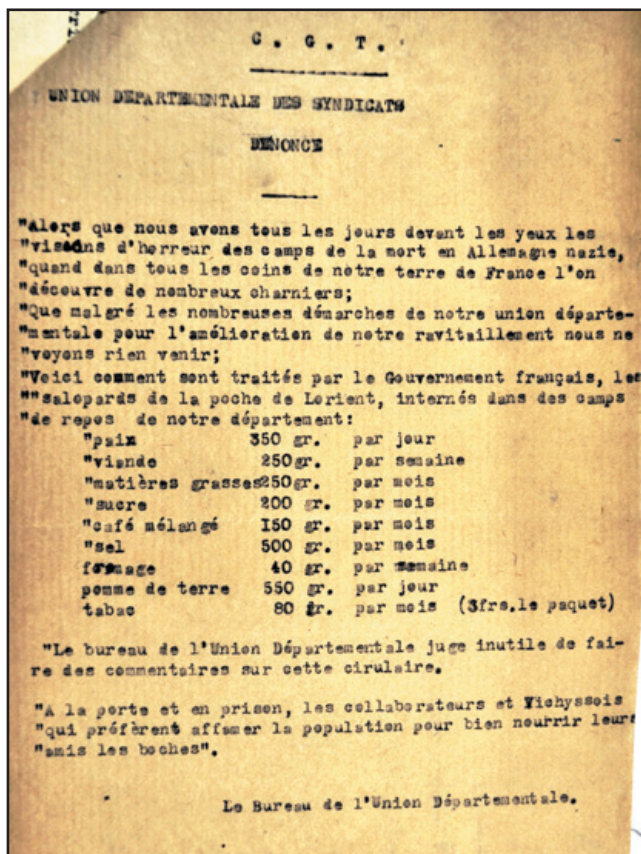 C. G. T.
UNION DEPARTEMENTALE DES SYNDICATS
DENONCE
"Alors que nous avons tous les jours devant les yeux les
"visoins d'horreur des camps de la mort en Allemagne nazie,
"quand dans tous les coins de notre terre de France l'on
"découvre de nombreux charniers;
"Que malgré les nombreuses démarches de notre union départe-
"mentale pour l'amélioration de notre ravitaillement nous ne
"voyons rien venir;
"Voici comment sont traités par le Gouvernement français, les
""salopards de la poche de Lorient, internés dans des camps
"de repos de notre département:
"paix 350 gr. par jour
"viande 250gr. par semaine
"matières grasses250gr. par mois
"sucre 200 gr. par mois
"café mélangé I50 gr. par mois
"sel 500 gr. par mois
fromage 40 gr. par semaine
pomme de terre 550 gr. par jour
tabac 80 gr. par mois (3frs.le paquet)
"Le bureau de l'Union Départementale juge inutile de fai-
re des commentaires sur cette cirulaire.
"A la porte et en prison, les collaborateurs et Vichyssois
"qui préfèrent affamer la population pour bien nourrir leurs
"amis les boches".
Le Bureau de l'Union Départementale.